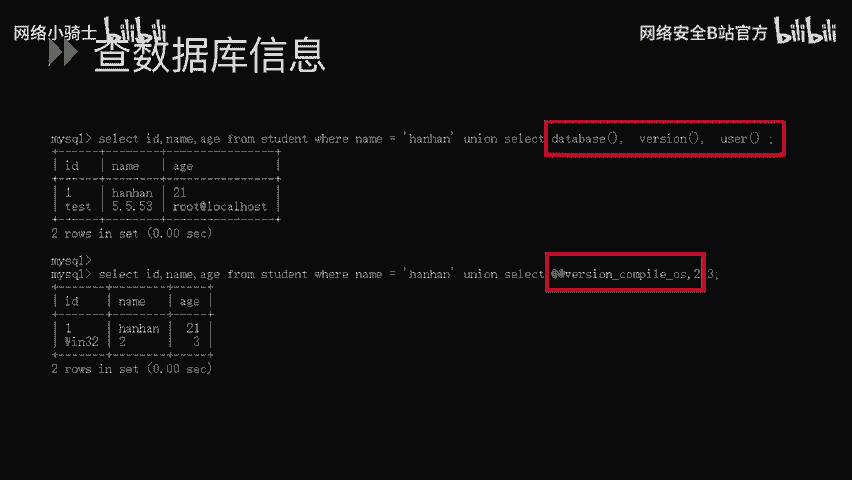 网络小骑士 bilibili
网络安全B站官方 bilibili
查数据库信息
mysql> select id,name,age from student where name = 'hanhan' union select database(), version(), user() ;
+------+--------+----------------+
| id | name | age |
+------+--------+----------------+
| 1 | hanhan | 21 |
| test | 5.5.53 | root@localhost |
+------+--------+----------------+
2 rows in set (0.00 sec)
mysql>
mysql> select id,name,age from student where name = 'hanhan' union select @@version_compile_os,2,3;
+-------+--------+-----+
| id | name | age |
+-------+--------+-----+
| 1 | hanhan | 21 |
| Win32 | 2 | 3 |
+-------+--------+-----+
2 rows in set (0.00 sec)